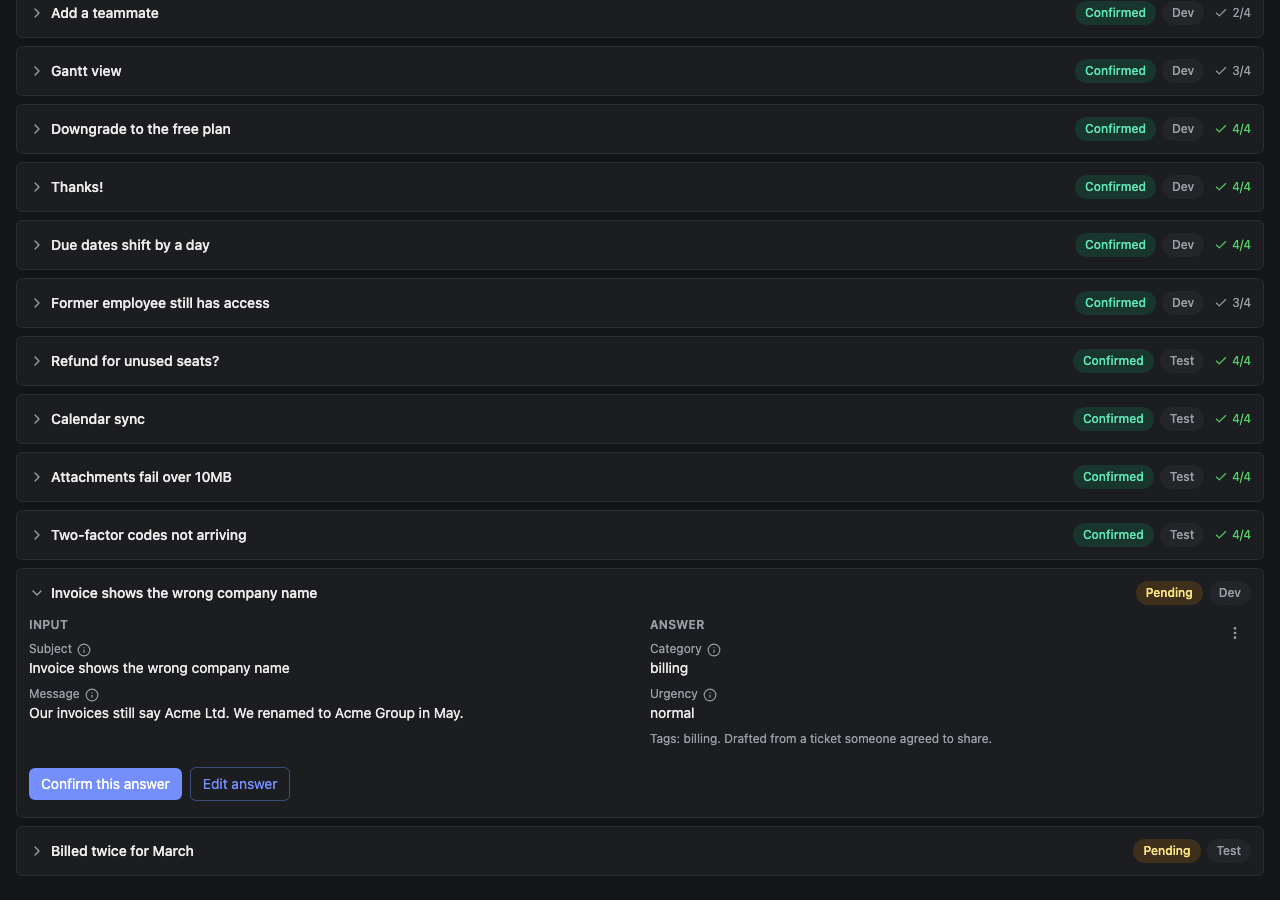 Add a teammate Confirmed Dev 2/4
Gantt view Confirmed Dev 3/4
Downgrade to the free plan Confirmed Dev 4/4
Thanks! Confirmed Dev 4/4
Due dates shift by a day Confirmed Dev 4/4
Former employee still has access Confirmed Dev 3/4
Refund for unused seats? Confirmed Test 4/4
Calendar sync Confirmed Test 4/4
Attachments fail over 10MB Confirmed Test 4/4
Two-factor codes not arriving Confirmed Test 4/4
Invoice shows the wrong company name Pending Dev
INPUT
Subject
Invoice shows the wrong company name
Message
Our invoices still say Acme Ltd. We renamed to Acme Group in May.
ANSWER
Category
billing
Urgency
normal
Tags: billing. Drafted from a ticket someone agreed to share.
Confirm this answer Edit answer
Billed twice for March Pending Test